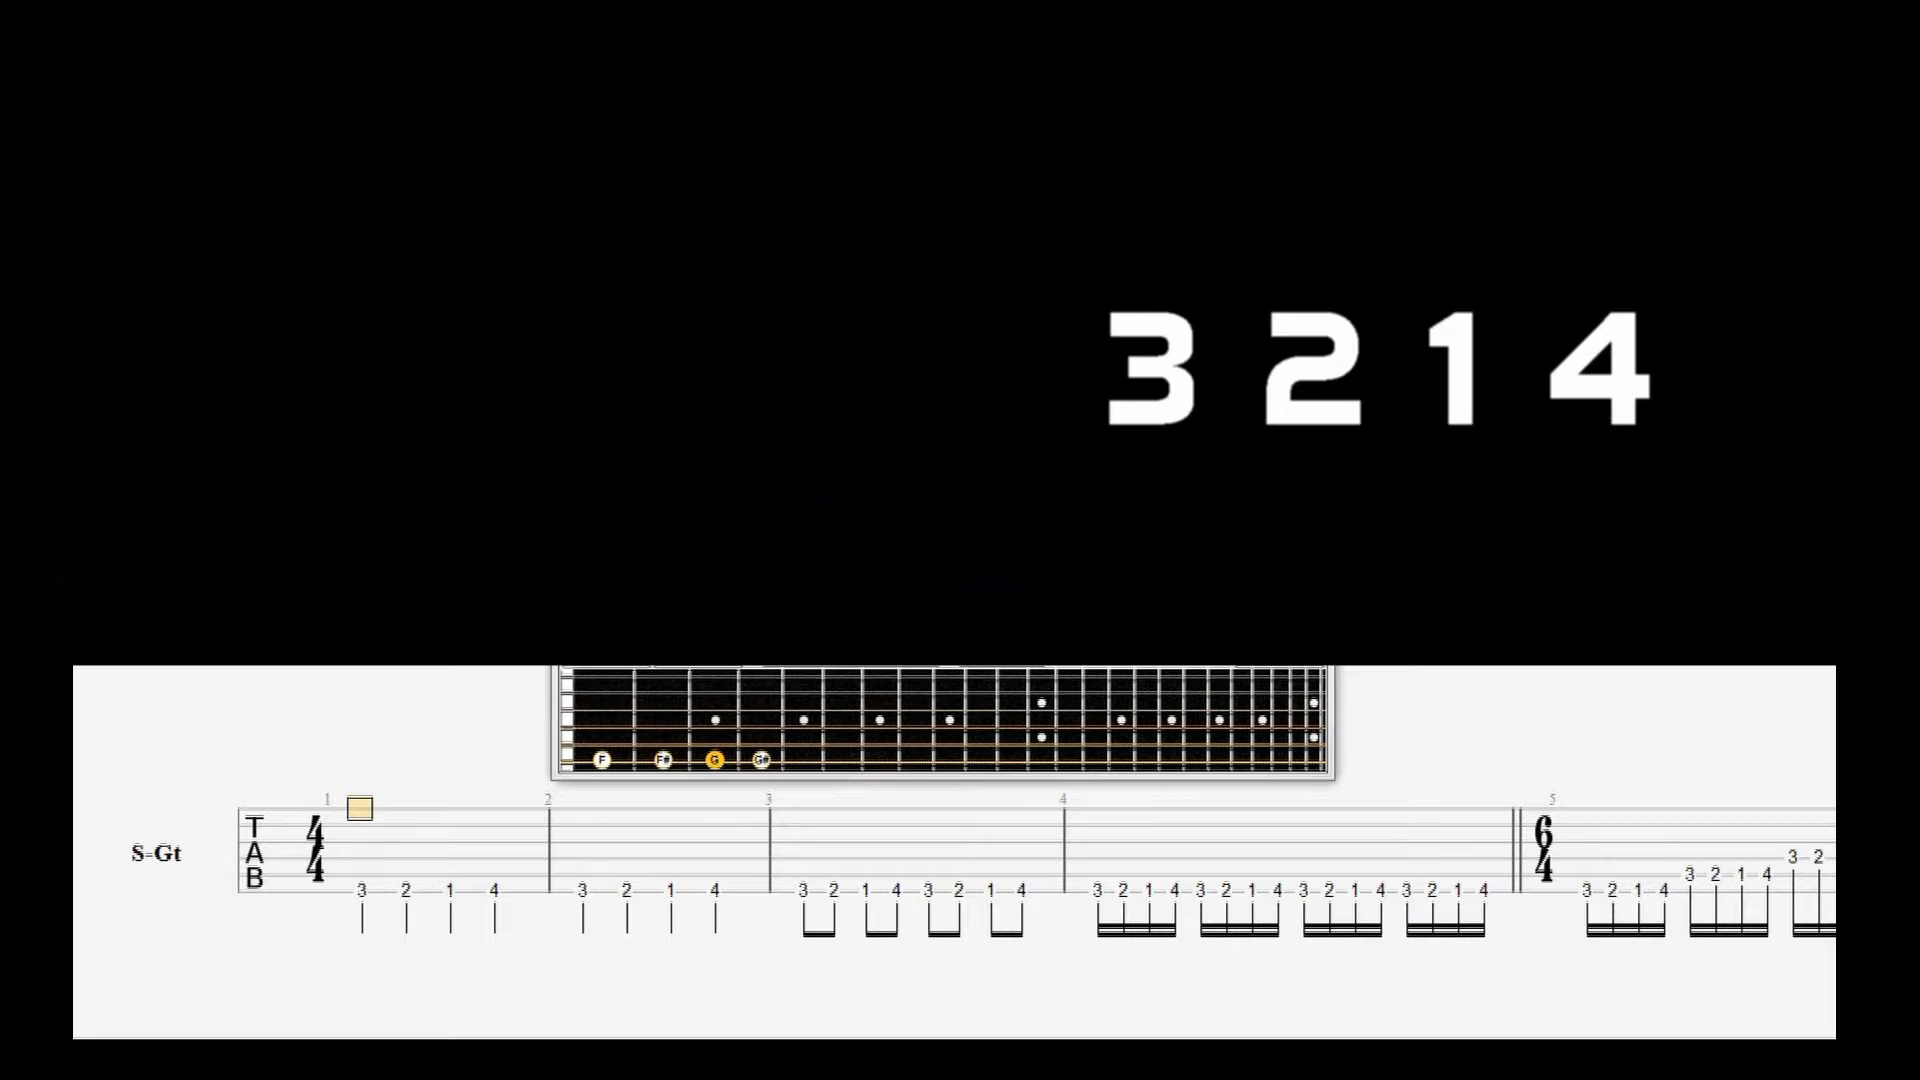 3 2 1 4
F F# G G#
1 2 3 4 5
S-Gt
T
A
B
4
4
6
4
3 2
3 2 1 4
3 2 1 4 3 2 1 4 3 2 1 4 3 2 1 4 3 2 1 4 3 2 1 4 3 2 1 4 3 2 1 4 3 2 1 4